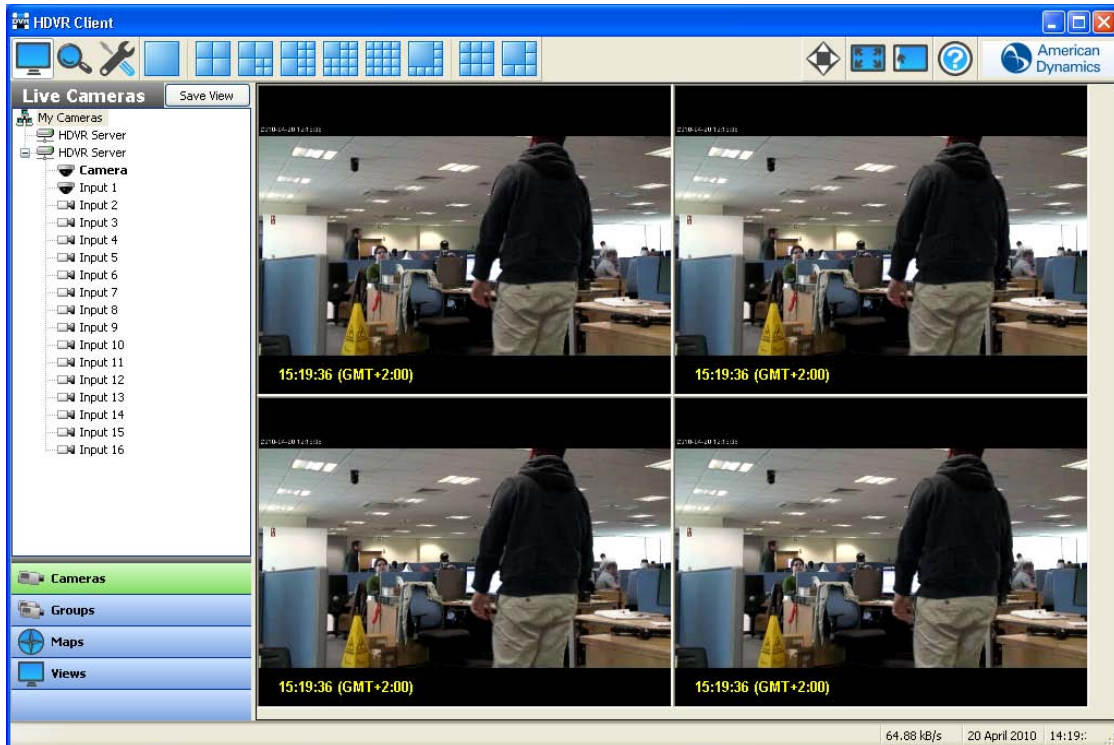 HDVR Client
American
Dynamics
Live Cameras
Save View
My Cameras
HDVR Server
HDVR Server
Camera
Input 1
Input 2
Input 3
Input 4
Input 5
Input 6
Input 7
Input 8
Input 9
Input 10
Input 11
Input 12
Input 13
Input 14
Input 15
Input 16
Cameras
Groups
Maps
Views
15:19:36 (GMT+2:00)
15:19:36 (GMT+2:00)
15:19:36 (GMT+2:00)
15:19:36 (GMT+2:00)
64.88 kB/s
20 April 2010
14:19: